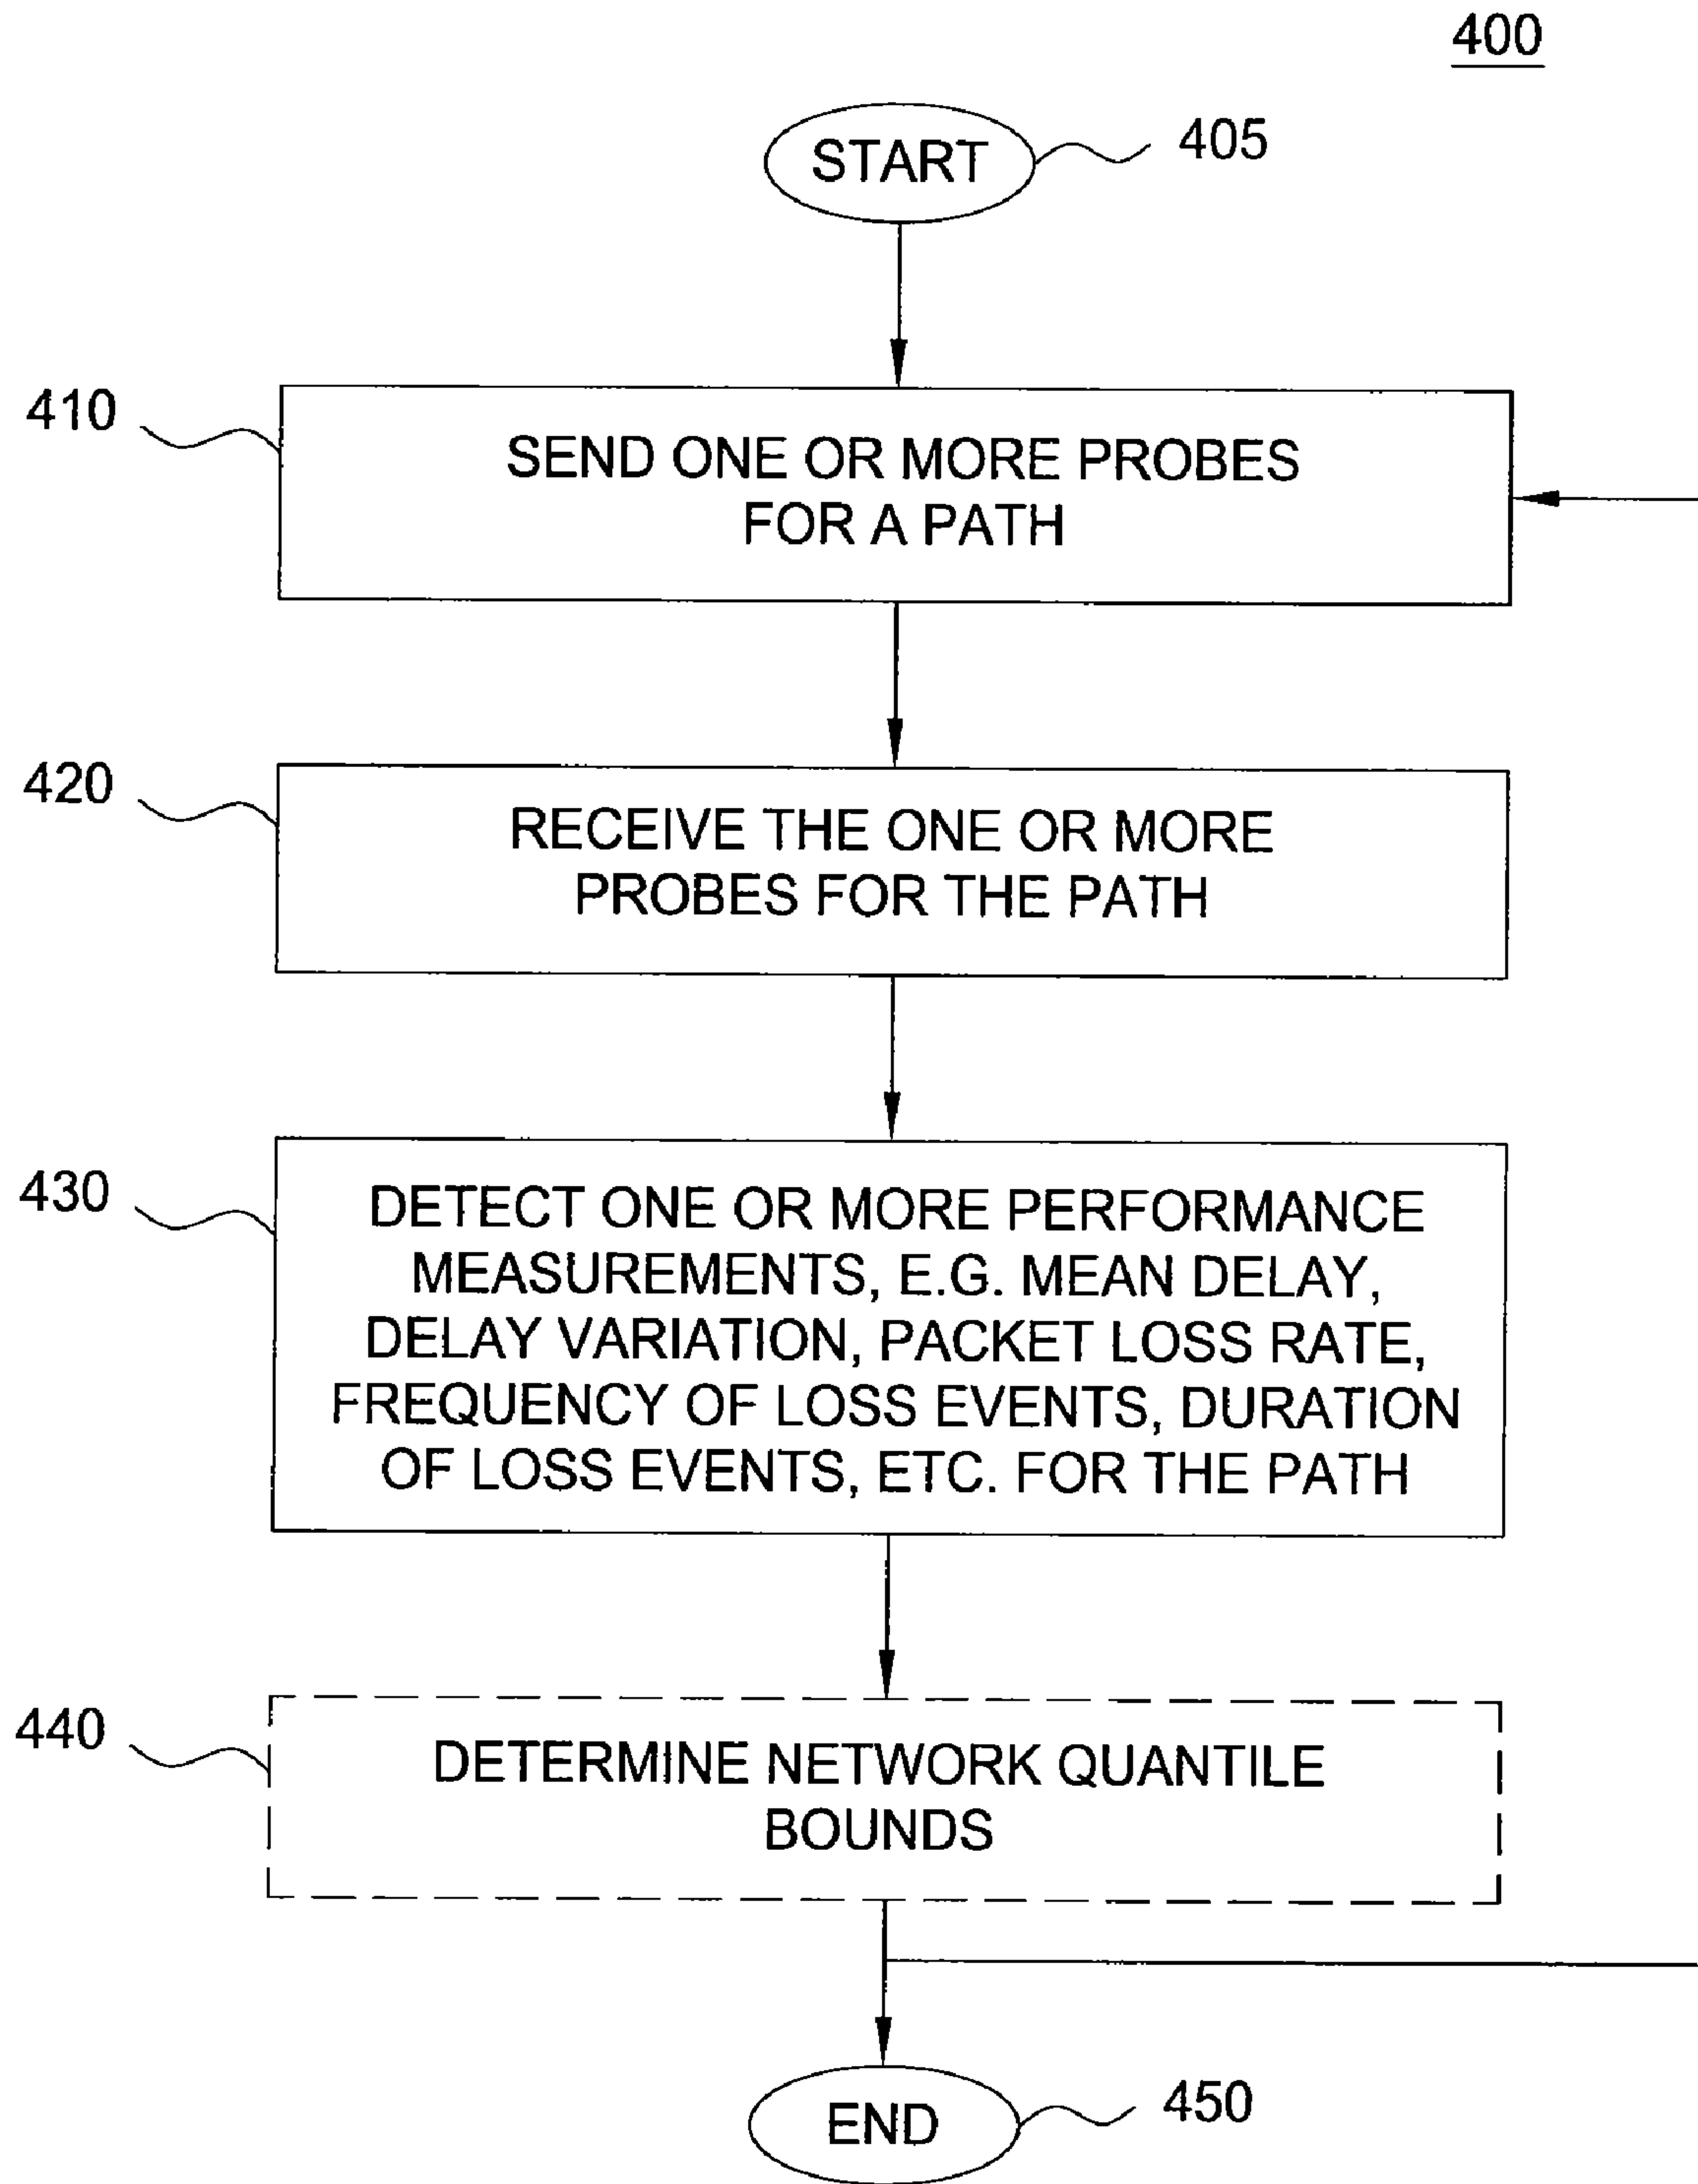 400
START
405
410
SEND ONE OR MORE PROBES
FOR A PATH
420
RECEIVE THE ONE OR MORE
PROBES FOR THE PATH
430
DETECT ONE OR MORE PERFORMANCE
MEASUREMENTS, E.G. MEAN DELAY,
DELAY VARIATION, PACKET LOSS RATE,
FREQUENCY OF LOSS EVENTS, DURATION
OF LOSS EVENTS, ETC. FOR THE PATH
440
DETERMINE NETWORK QUANTILE
BOUNDS
END
450